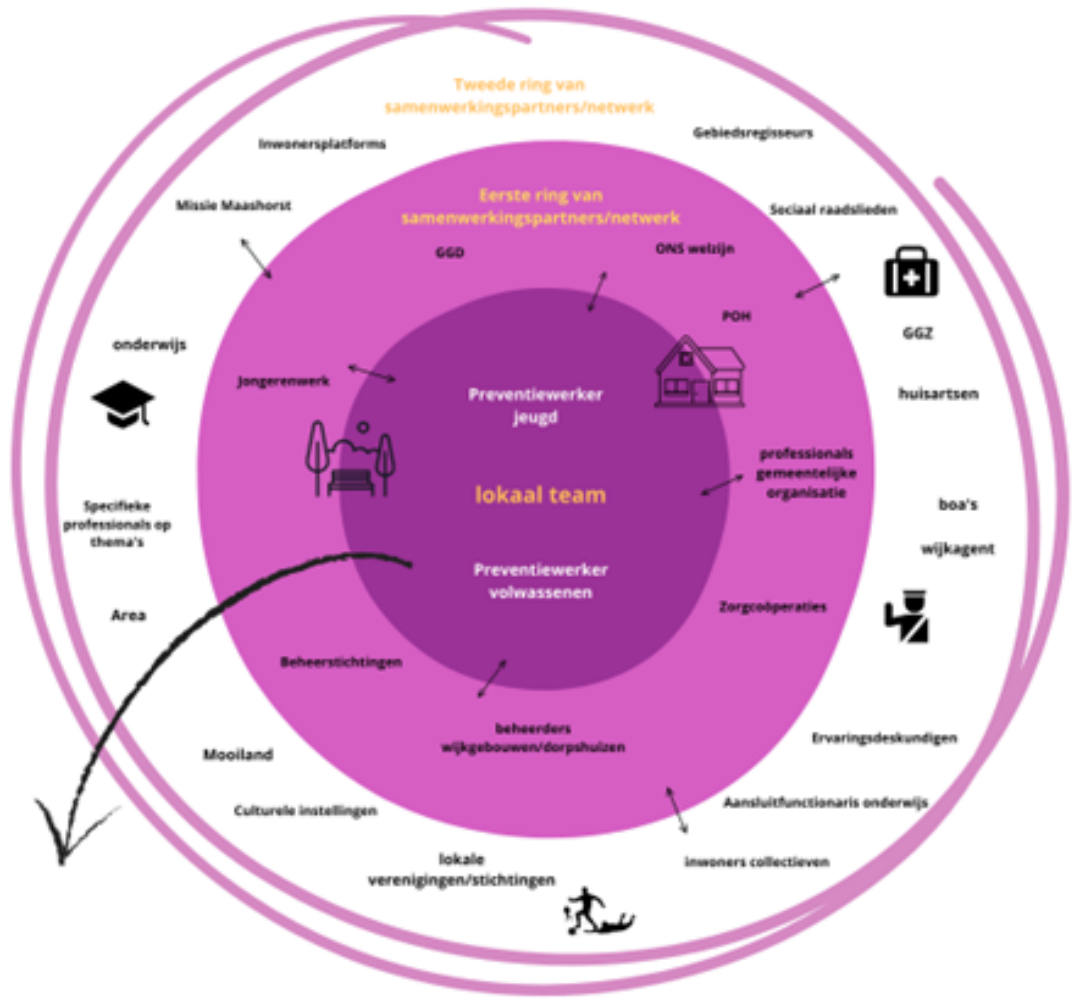 Tweede ring van
samenwerkingspartners/netwerk
Gebiedsregisseurs
Inwonersplatforms
Missie Maashorst
Eerste ring van
samenwerkingspartners/netwerk
Sociaal raadslieden
GGD
ONS welzijn
POH
GGZ
onderwijs
Jongerenwerk
Preventiewerker
jeugd
huisartsen
professionals
gemeentelijke
organisatie
lokaal team
Specifieke
professionals op
thema's
boa's
wijkagent
Preventiewerker
volwassenen
Area
Zorgcoöperaties
Beheerstichtingen
beheerders
wijkgebouwen/dorpshuizen
Mooiland
Ervaringsdeskundigen
Culturele instellingen
Aansluitfunctionaris onderwijs
lokale
verenigingen/stichtingen
inwoners collectieven